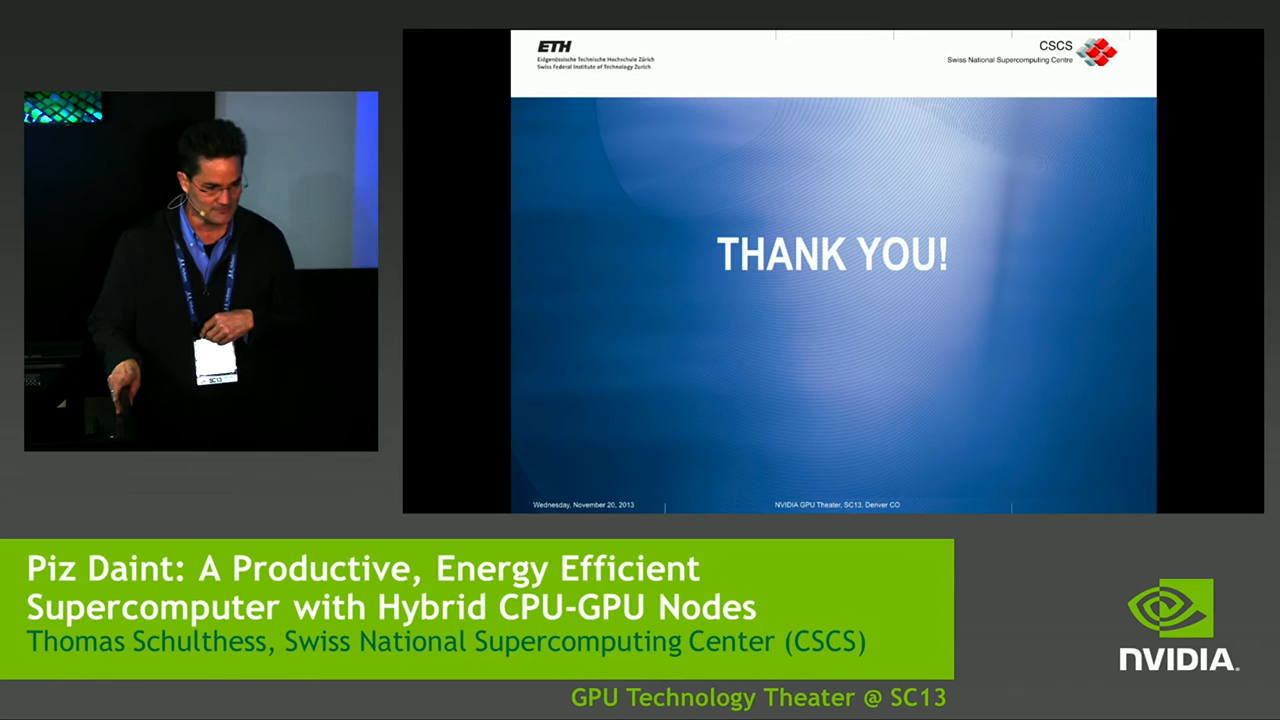 ETH
Eidgenössische Technische Hochschule Zürich
Swiss Federal Institute of Technology Zurich
CSCS
Swiss National Supercomputing Centre
THANK YOU!
Wednesday, November 20, 2013
NVIDIA GPU Theater, SC13, Denver CO
SC13
Piz Daint: A Productive, Energy Efficient
Supercomputer with Hybrid CPU-GPU Nodes
Thomas Schulthess, Swiss National Supercomputing Center (CSCS)
NVIDIA.
GPU Technology Theater @ SC13